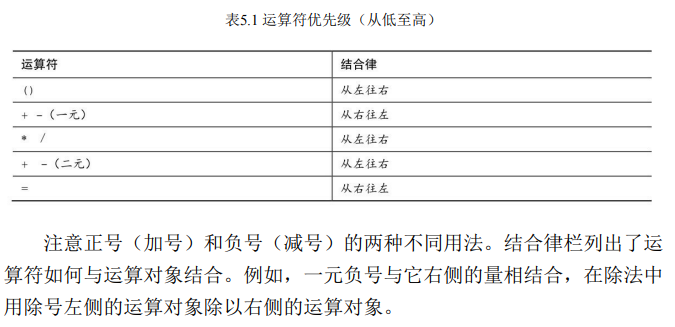 表5.1 运算符优先级（从低至高）
运算符 结合律
() 从左往右
+ -（一元） 从右往左
* / 从左往右
+ -（二元） 从左往右
= 从右往左
注意正号（加号）和负号（减号）的两种不同用法。结合律栏列出了运
算符如何与运算对象结合。例如，一元负号与它右侧的量相结合，在除法中
用除号左侧的运算对象除以右侧的运算对象。